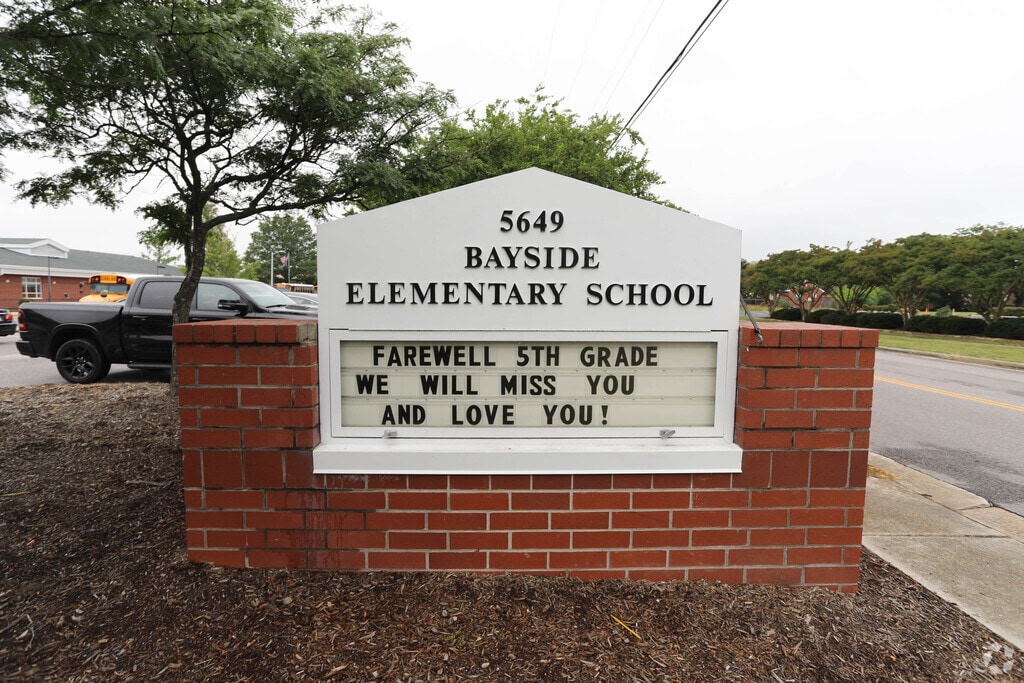 5649
BAYSIDE
ELEMENTARY SCHOOL
FAREWELL 5TH GRADE
WE WILL MISS YOU
AND LOVE YOU!